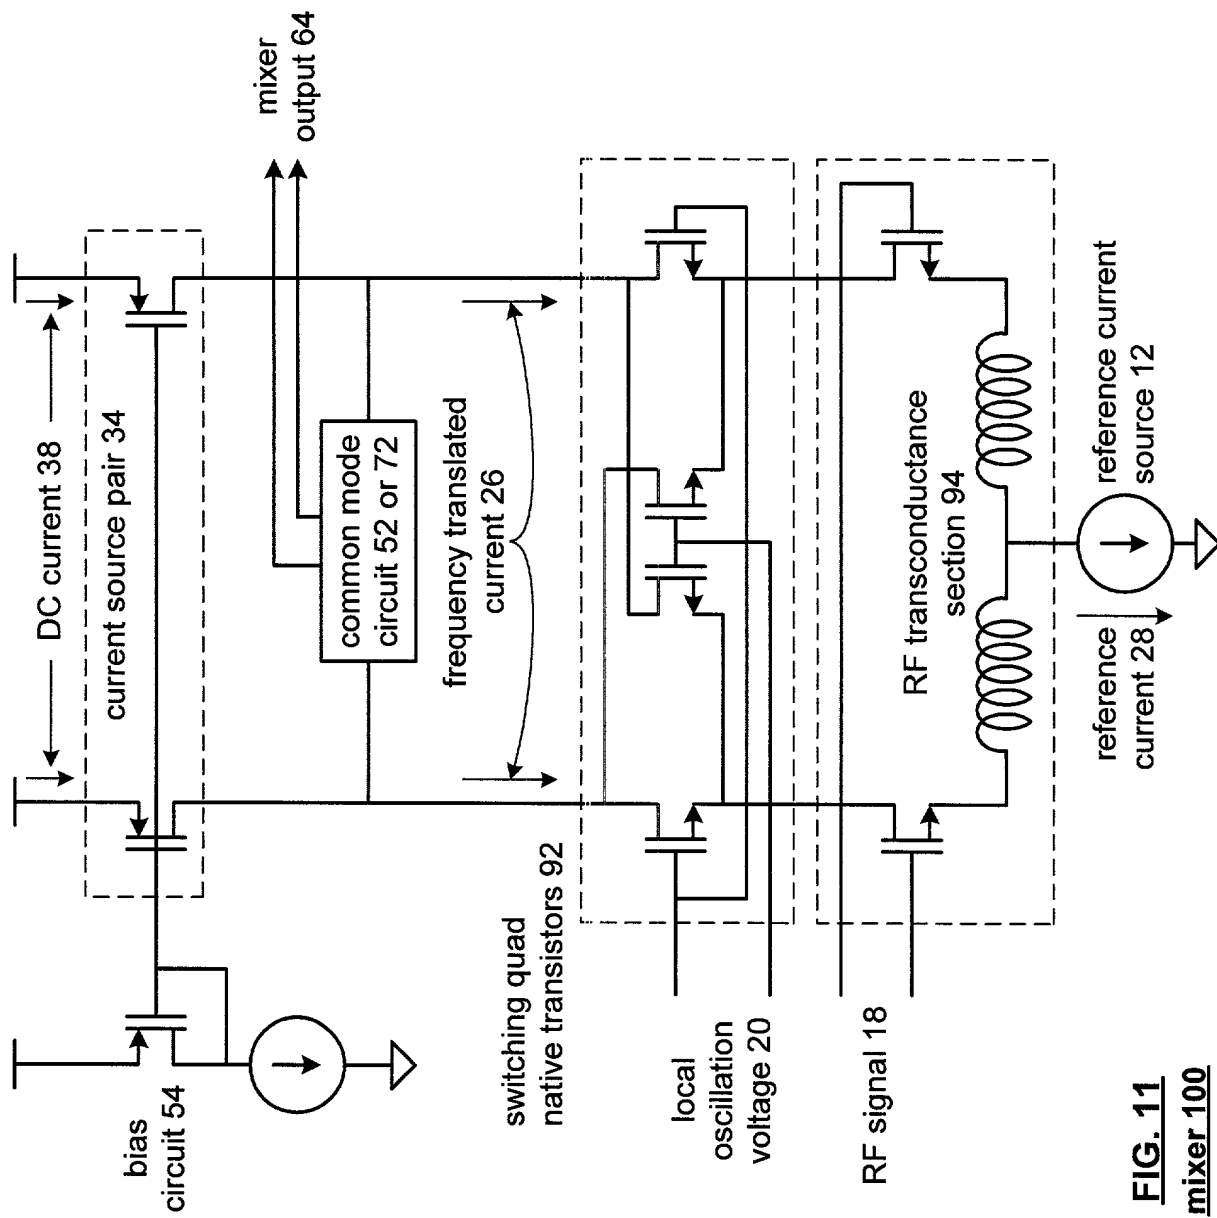 DC current 38
current source pair 34
bias
circuit 54
mixer
output 64
common mode
circuit 52 or 72
frequency translated
current 26
switching quad
native transistors 92
local
oscillation
voltage 20
RF signal 18
RF transconductance
section 94
reference
current 28
reference current
source 12
FIG. 11
mixer 100